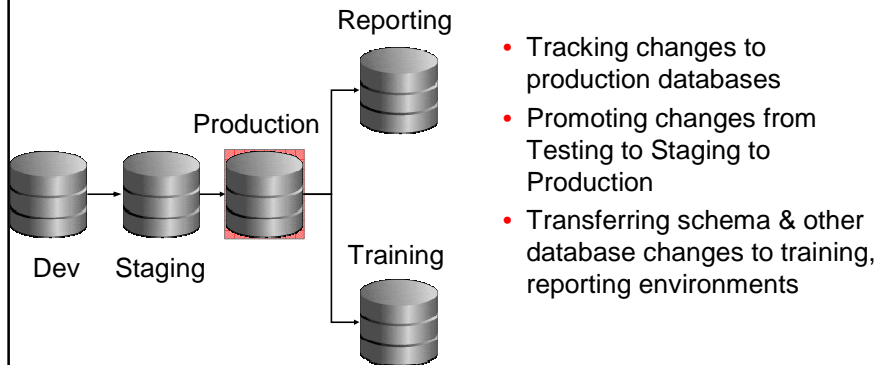 Reporting
Production
Dev
Staging
Training
• Tracking changes to
production databases
• Promoting changes from
Testing to Staging to
Production
• Transferring schema & other
database changes to training,
reporting environments